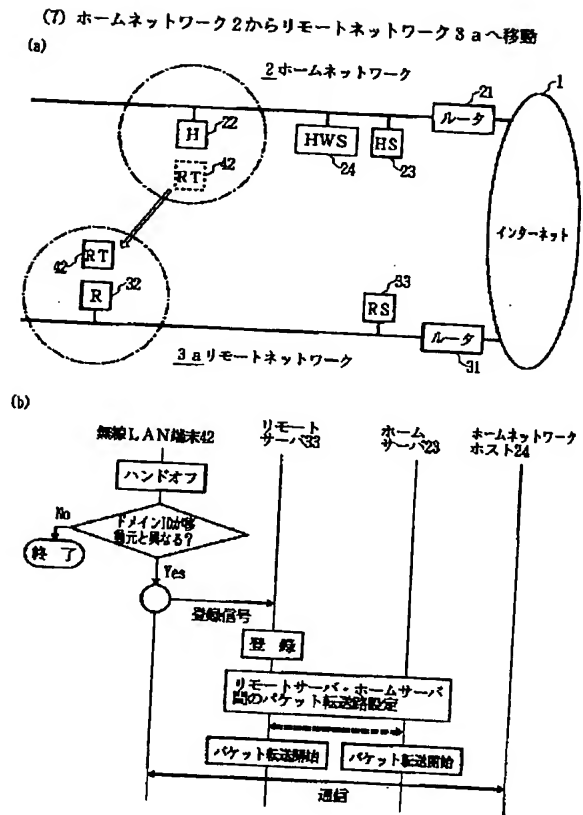 (7) ホームネットワーク2からリモートネットワーク3aへ移動
(a)
2ホームネットワーク
1
21
ルータ
H
22
HWS
24
HS
23
RT
42
インターネット
42
RT
R
32
33
RS
ルータ
31
3aリモートネットワーク
(b)
無線LAN端末42
リモート
サーバ33
ホーム
サーバ23
ホームネットワーク
ホスト24
ハンドオフ
No
ドメインIDが移
動元と異なる?
終了
Yes
登録信号
登録
リモートサーバ・ホームサーバ
間のパケット転送路設定
パケット転送開始
パケット転送開始
通信